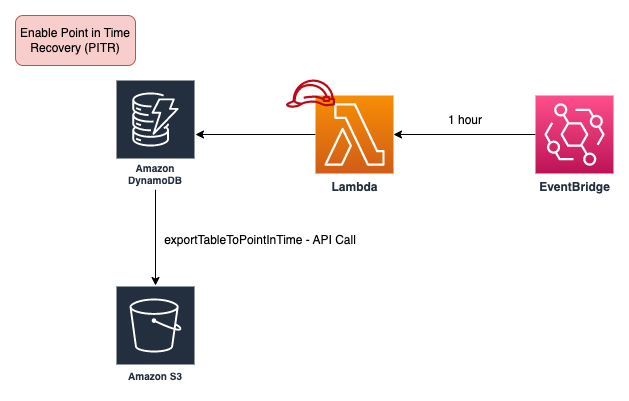 Enable Point in Time
Recovery (PITR)
1 hour
Amazon
DynamoDB
Lambda
EventBridge
exportTableToPointInTime - API Call
Amazon S3